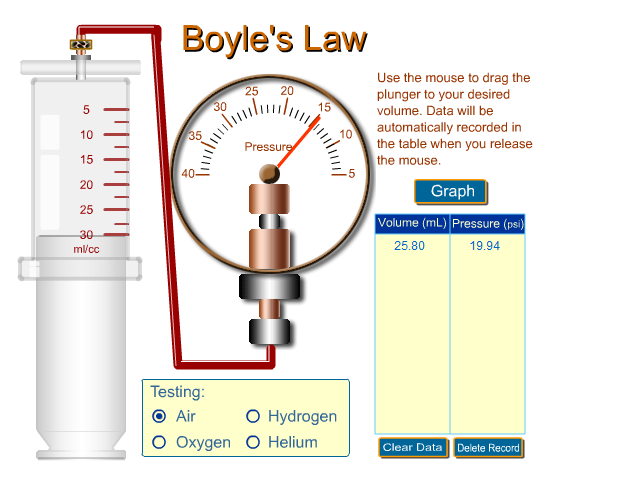 Boyle's Law
Use the mouse to drag the
plunger to your desired
volume. Data will be
automatically recorded in
the table when you release
the mouse.
5
10
15
20
25
30
ml/cc
40
35
30
25
20
15
10
5
Pressure
Graph
Volume (mL) Pressure (psi)
25.80 19.94
Testing:
Air Hydrogen
Oxygen Helium
Clear Data Delete Record